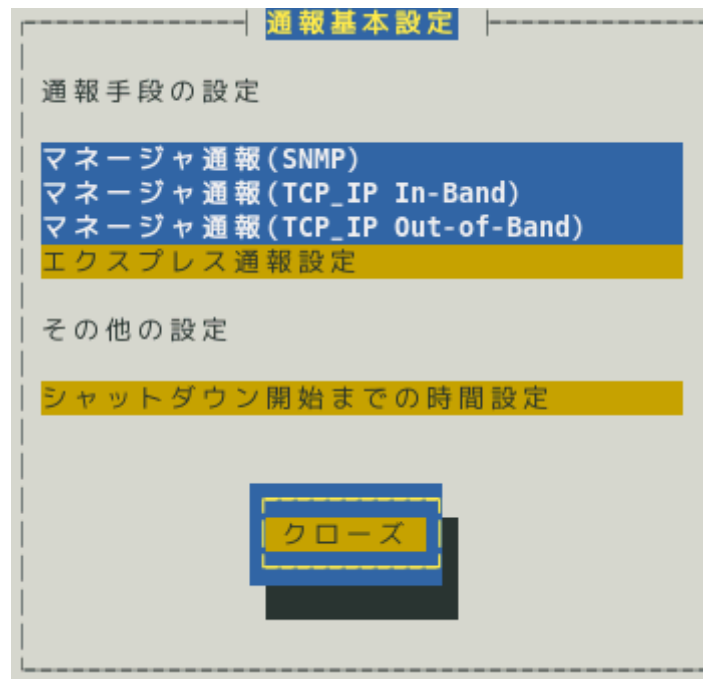 通報基本設定
通報手段の設定
マネージャ通報(SNMP)
マネージャ通報(TCP_IP In-Band)
マネージャ通報(TCP_IP Out-of-Band)
エクスプレス通報設定
その他の設定
シャットダウン開始までの時間設定
クローズ